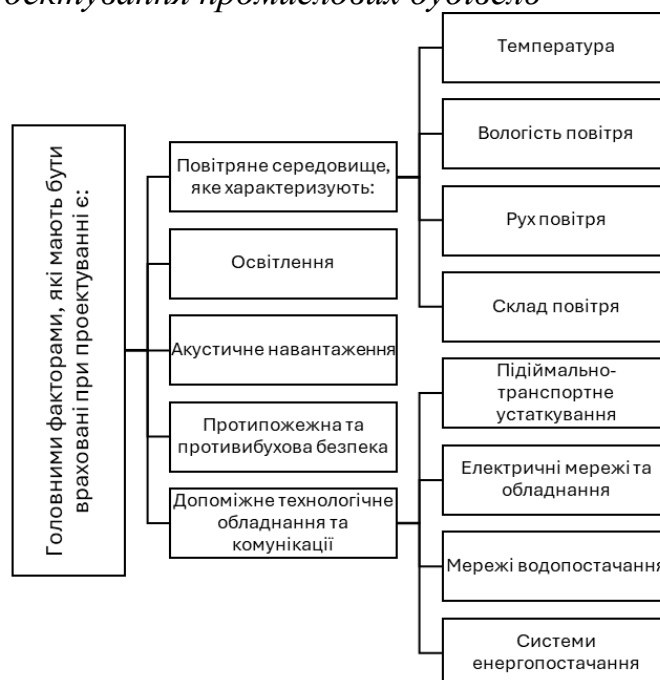 промислових будівель
Головними факторами, які мають бути
враховані при проектуванні є:
Повітряне середовище,
яке характеризують:
Температура
Вологість повітря
Рух повітря
Склад повітря
Освітлення
Акустичне навантаження
Протипожежна та
противибухова безпека
Допоміжне технологічне
обладнання та
комунікації
Підіймально-
транспортне
устаткування
Електричні мережі та
обладнання
Мережі водопостачання
Системи
енергопостачання